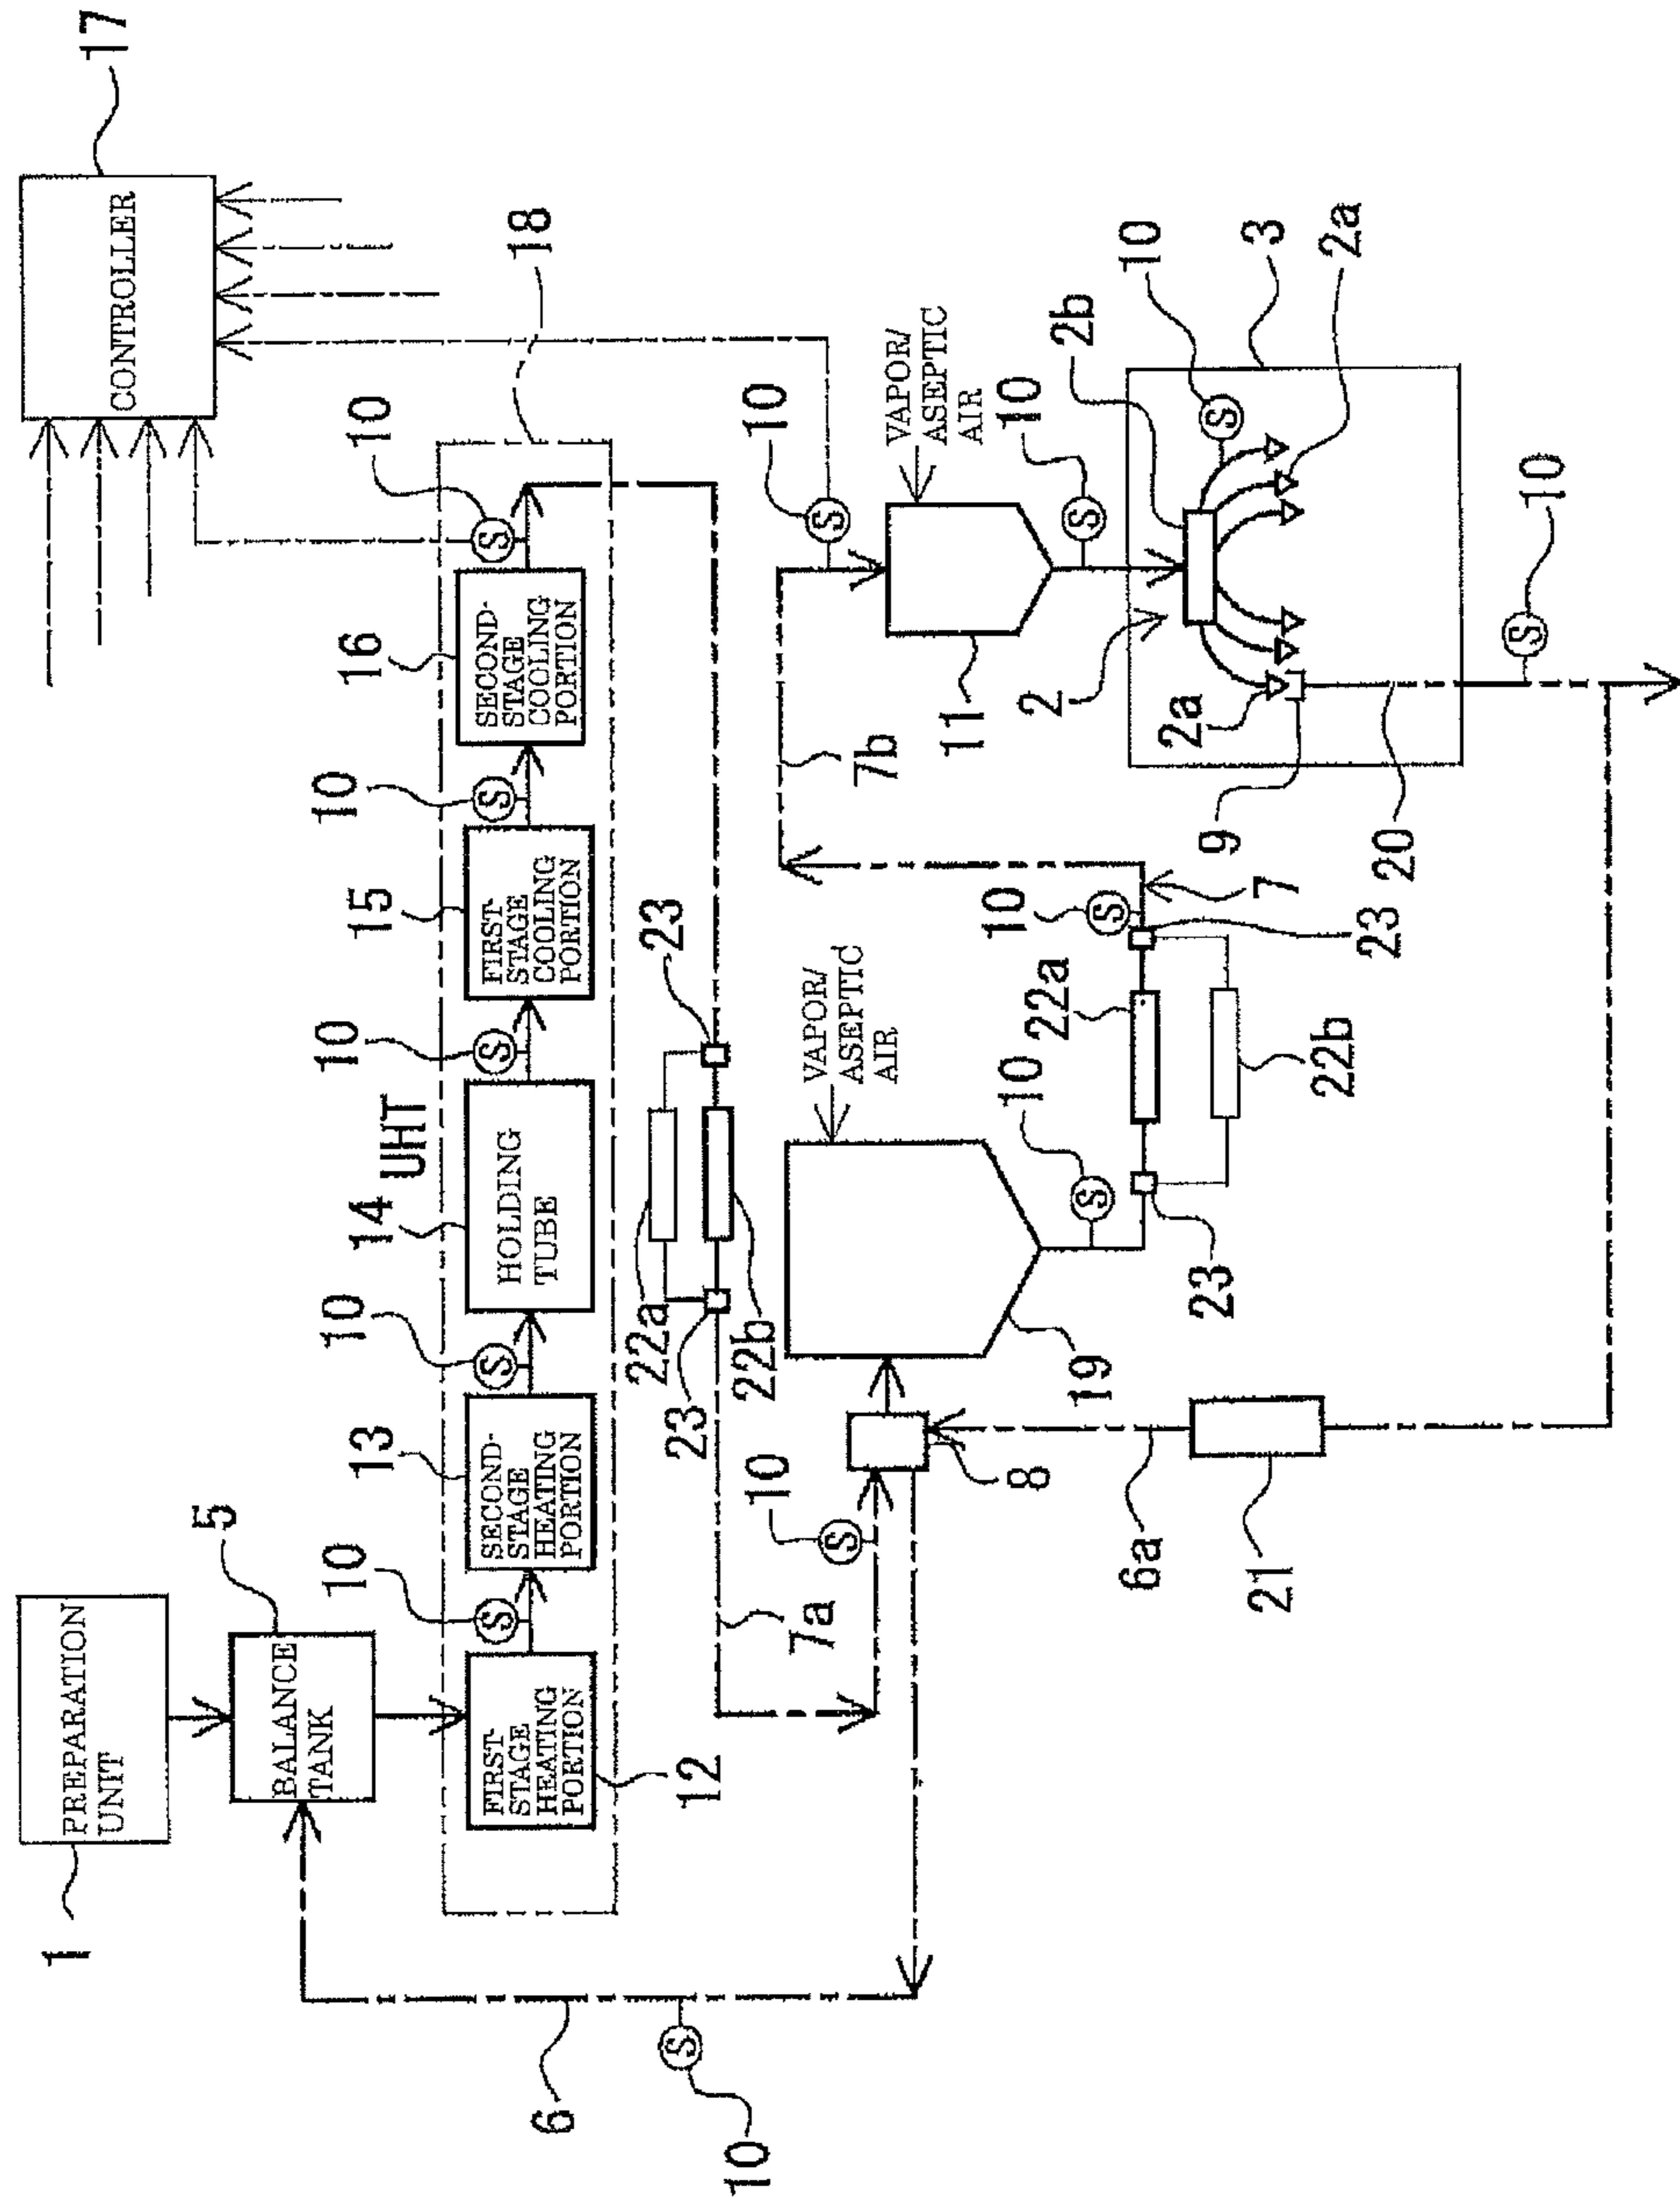 17
1
PREPARATION
UNIT
CONTROLLER
5
BALANCE
TANK
10
10
10
10
16
10
13
14
15
UHT
S
S
S
S
S
FIRST-
STAGE
HEATING
PORTION
SECOND-
STAGE
HEATING
PORTION
HOLDING
TUBE
FIRST-
STAGE
COOLING
PORTION
SECOND-
STAGE
COOLING
PORTION
18
6
22a
23
23
12
S
10
22b
10
10
7a
S
S
VAPOR/
ASEPTIC
AIR
7b
VAPOR/
ASEPTIC
AIR
11
10
10
10
8
2
22a
2b
S
S
S
19
6a
10
2a
23
S
9
3
21
7
22b
2a
23
20
S
10